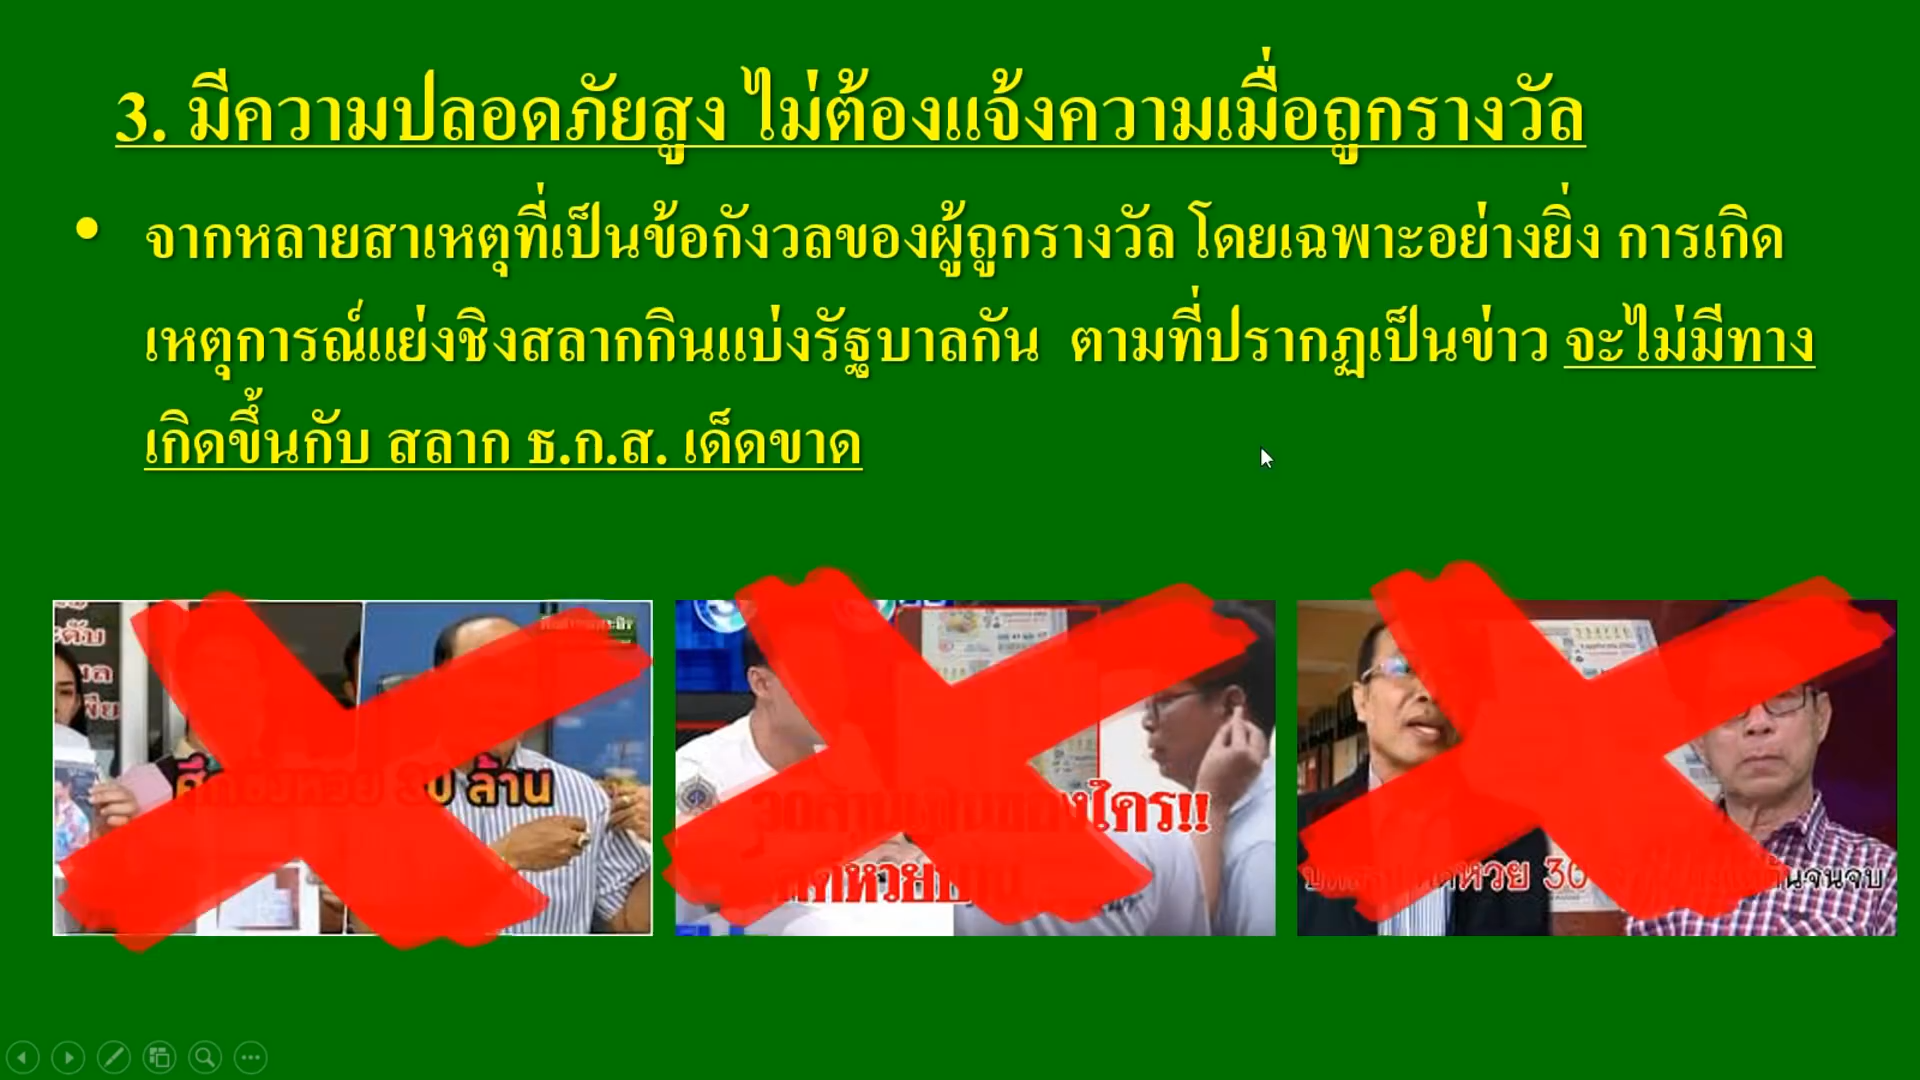 3. มีความปลอดภัยสูง ไม่ต้องแจ้งความเมื่อถูกรางวัล
• จากหลายสาเหตุที่เป็นข้อกังวลของผู้ถูกรางวัล โดยเฉพาะอย่างยิ่ง การเกิด
เหตุการณ์แย่งชิงสลากกินแบ่งรัฐบาลกัน ตามที่ปรากฏเป็นข่าว จะไม่มีทาง
เกิดขึ้นกับ สลาก ธ.ก.ส. เด็ดขาด
30 ล้าน
ใคร!!
หวย 30